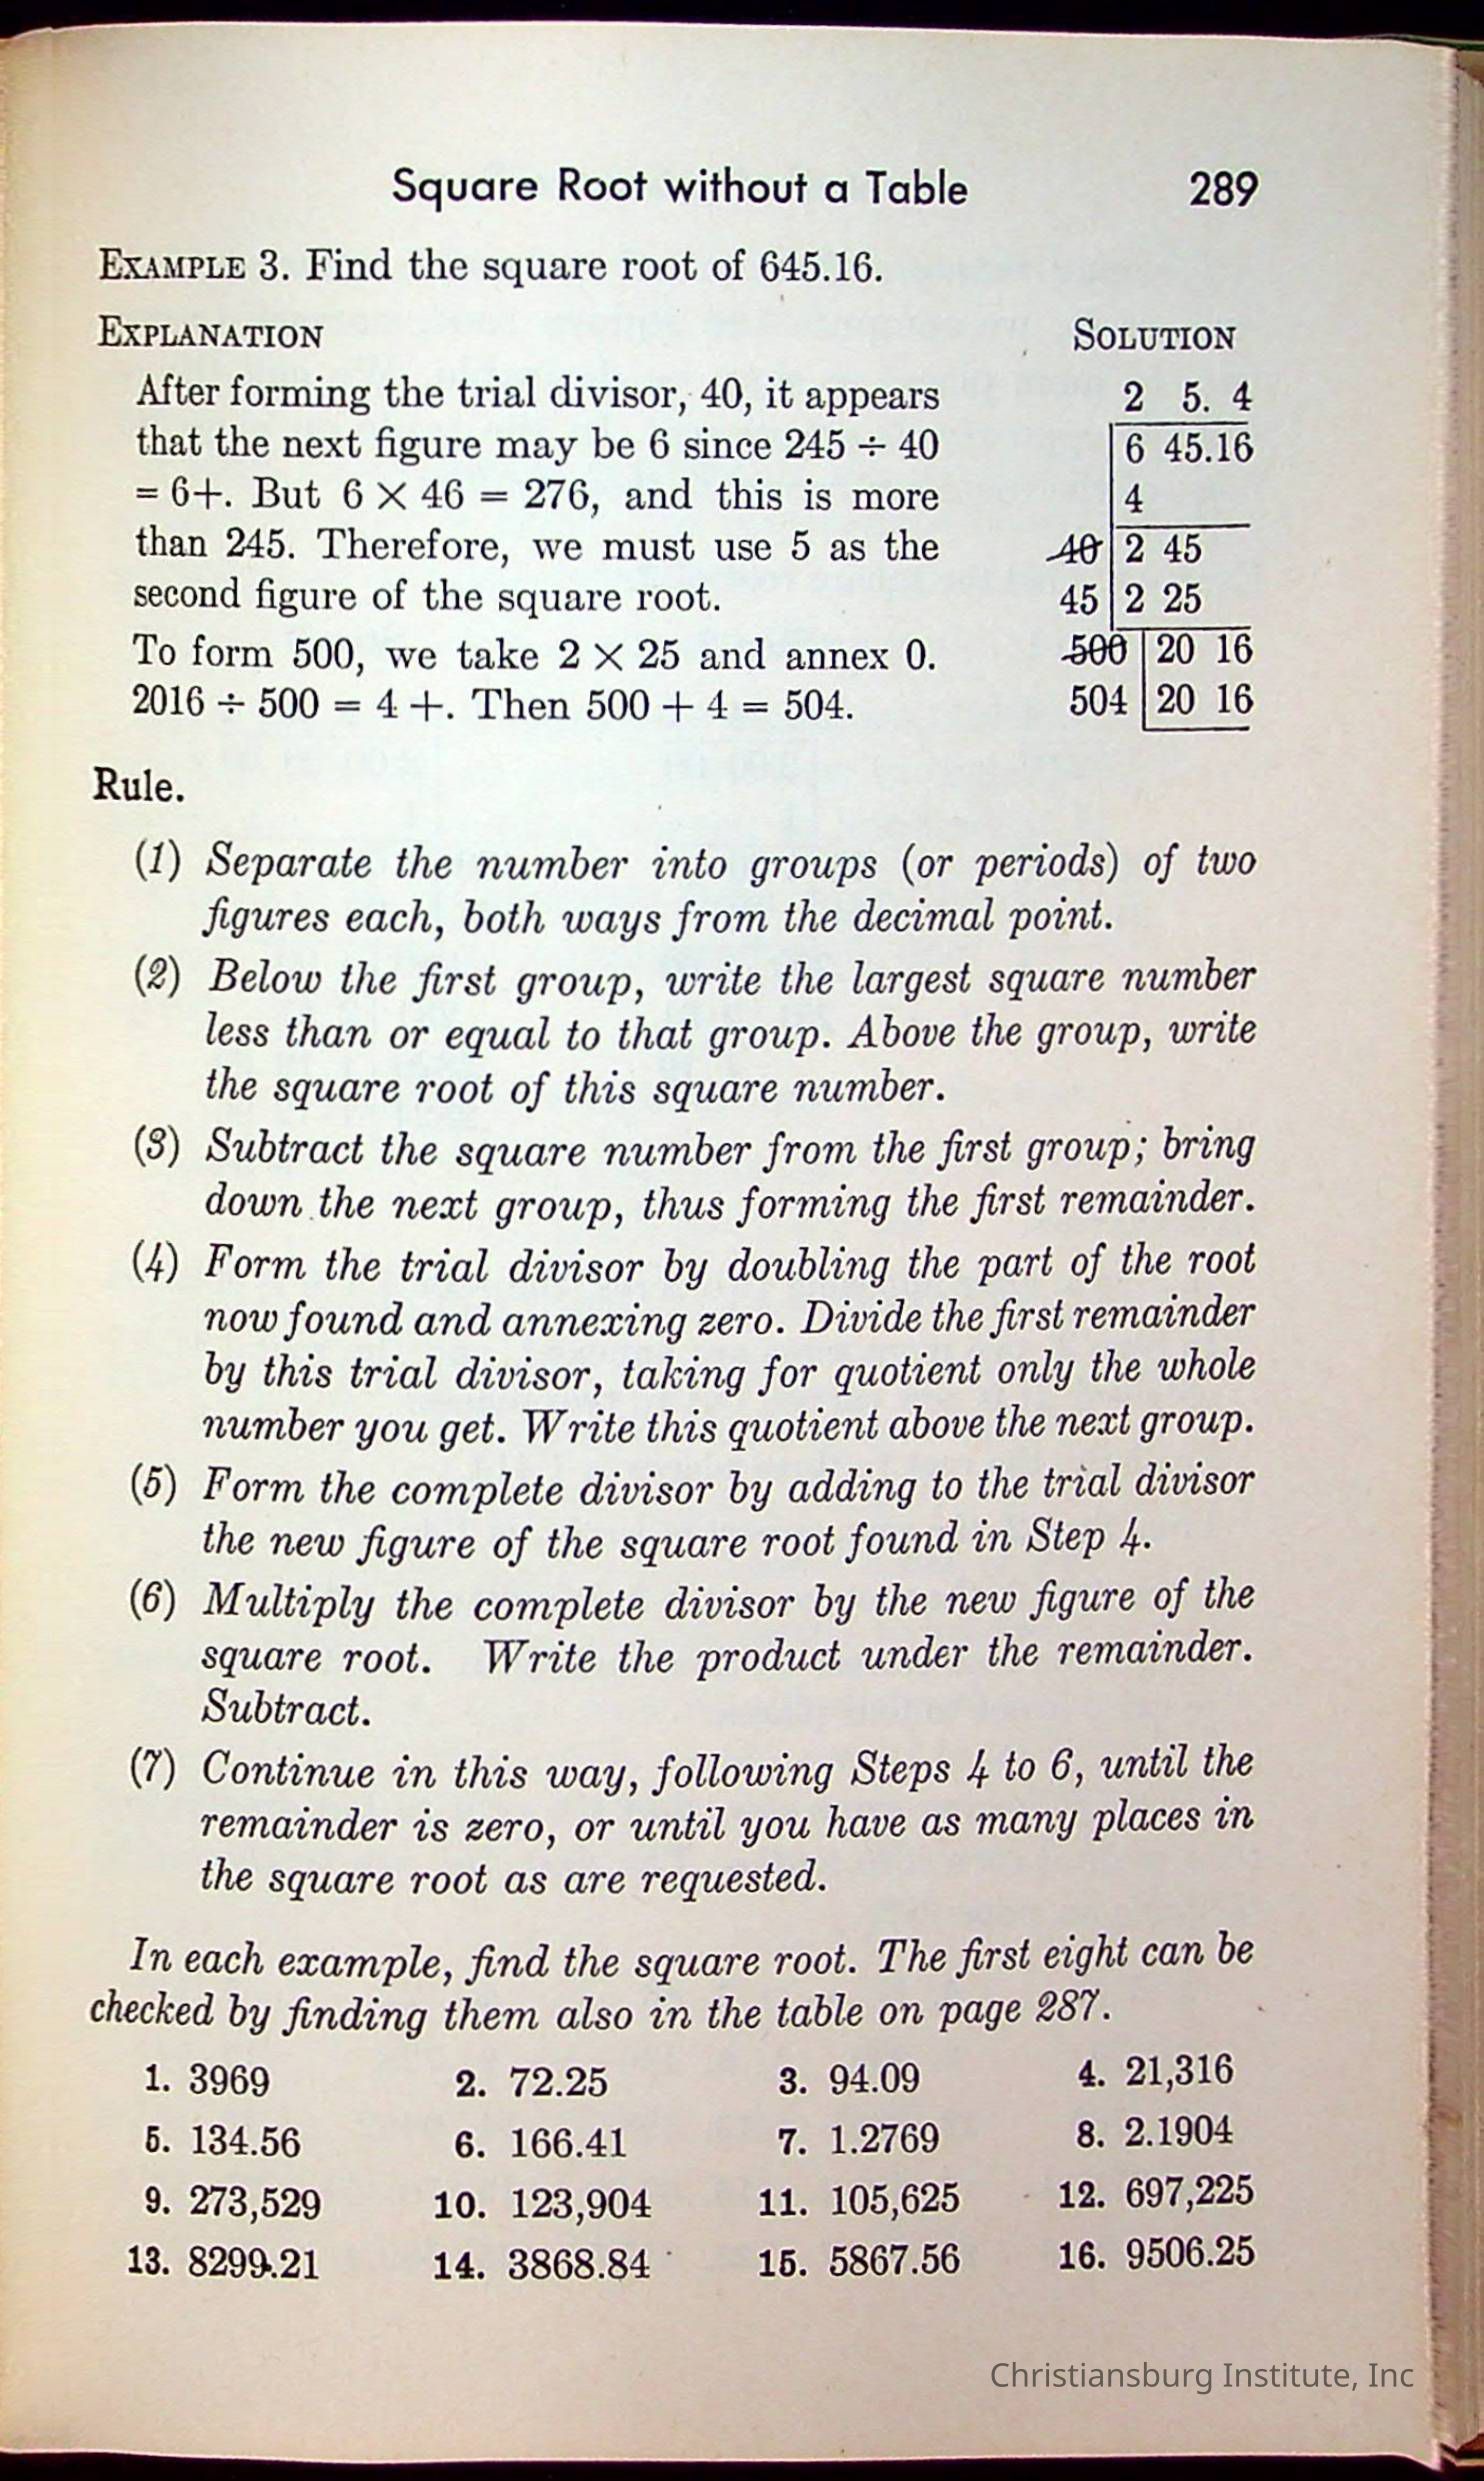 Square Root without a Table 289
EXAMPLE 3. Find the square root of 645.16.
EXPLANATION SOLUTION
After forming the trial divisor, 40, it appears
that the next figure may be 6 since 245 ÷ 40
= 6+. But 6 × 46 = 276, and this is more
than 245. Therefore, we must use 5 as the
second figure of the square root.
To form 500, we take 2 × 25 and annex 0.
2016 ÷ 500 = 4 +. Then 500 + 4 = 504.
2 5. 4
6 45.16
4
40 2 45
45 2 25
500 20 16
504 20 16
Rule.
(1) Separate the number into groups (or periods) of two
figures each, both ways from the decimal point.
(2) Below the first group, write the largest square number
less than or equal to that group. Above the group, write
the square root of this square number.
(3) Subtract the square number from the first group; bring
down the next group, thus forming the first remainder.
(4) Form the trial divisor by doubling the part of the root
now found and annexing zero. Divide the first remainder
by this trial divisor, taking for quotient only the whole
number you get. Write this quotient above the next group.
(5) Form the complete divisor by adding to the trial divisor
the new figure of the square root found in Step 4.
(6) Multiply the complete divisor by the new figure of the
square root. Write the product under the remainder.
Subtract.
(7) Continue in this way, following Steps 4 to 6, until the
remainder is zero, or until you have as many places in
the square root as are requested.
In each example, find the square root. The first eight can be
checked by finding them also in the table on page 287.
1. 3969 2. 72.25 3. 94.09 4. 21,316
5. 134.56 6. 166.41 7. 1.2769 8. 2.1904
9. 273,529 10. 123,904 11. 105,625 12. 697,225
13. 8299.21 14. 3868.84 15. 5867.56 16. 9506.25
Christiansburg Institute, Inc